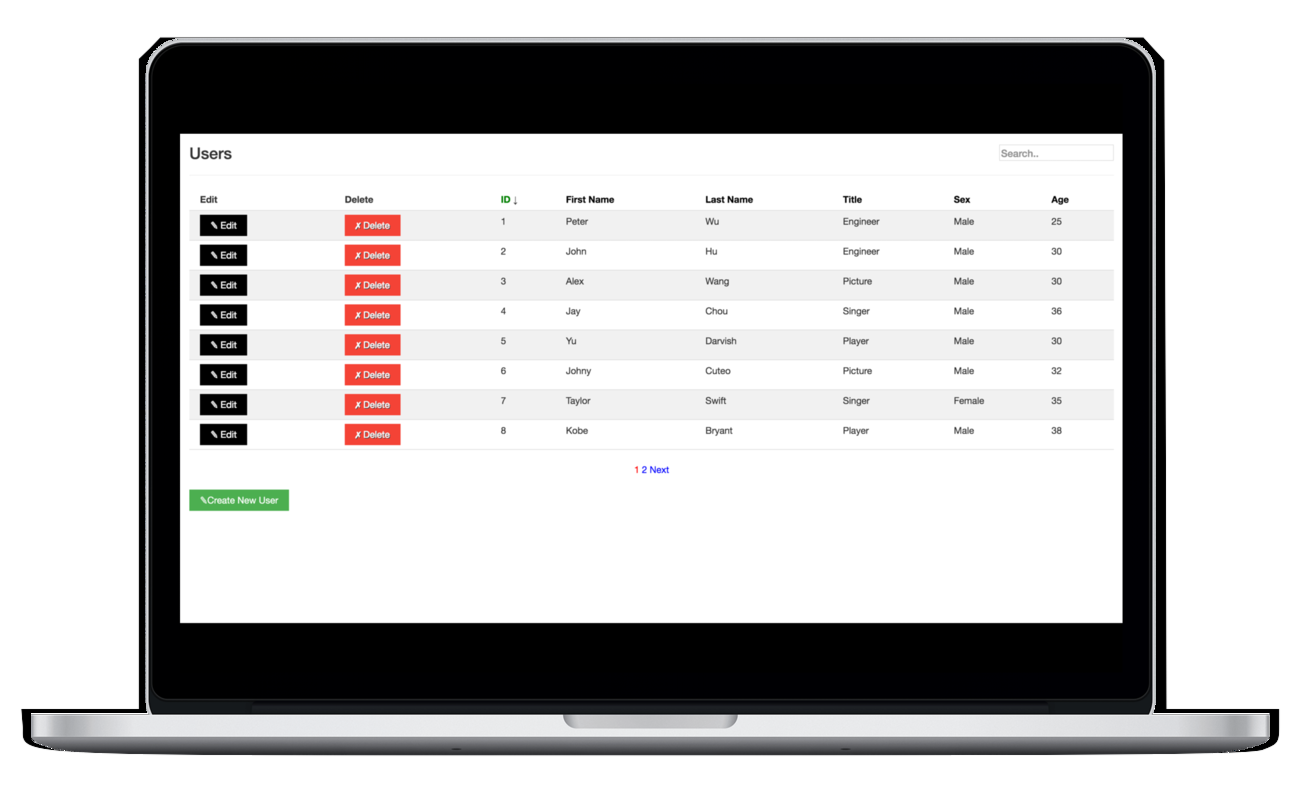 Users
Search..
Edit Delete ID ↓ First Name Last Name Title Sex Age
✎ Edit ✗ Delete 1 Peter Wu Engineer Male 25
✎ Edit ✗ Delete 2 John Hu Engineer Male 30
✎ Edit ✗ Delete 3 Alex Wang Picture Male 30
✎ Edit ✗ Delete 4 Jay Chou Singer Male 36
✎ Edit ✗ Delete 5 Yu Darvish Player Male 30
✎ Edit ✗ Delete 6 Johny Cuteo Picture Male 32
✎ Edit ✗ Delete 7 Taylor Swift Singer Female 35
✎ Edit ✗ Delete 8 Kobe Bryant Player Male 38
1 2 Next
✎Create New User